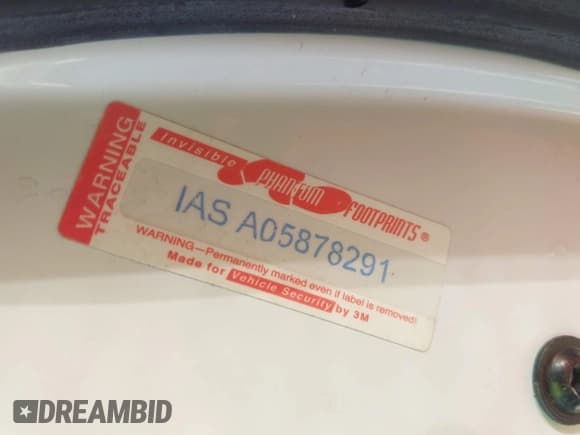 WARNING
TRACEABLE
Invisible
PHANTOM
FOOTPRINTS®
IAS A05878291
WARNING—Permanently marked even if label is removed!
Made for Vehicle Security by 3M
DREAMBID